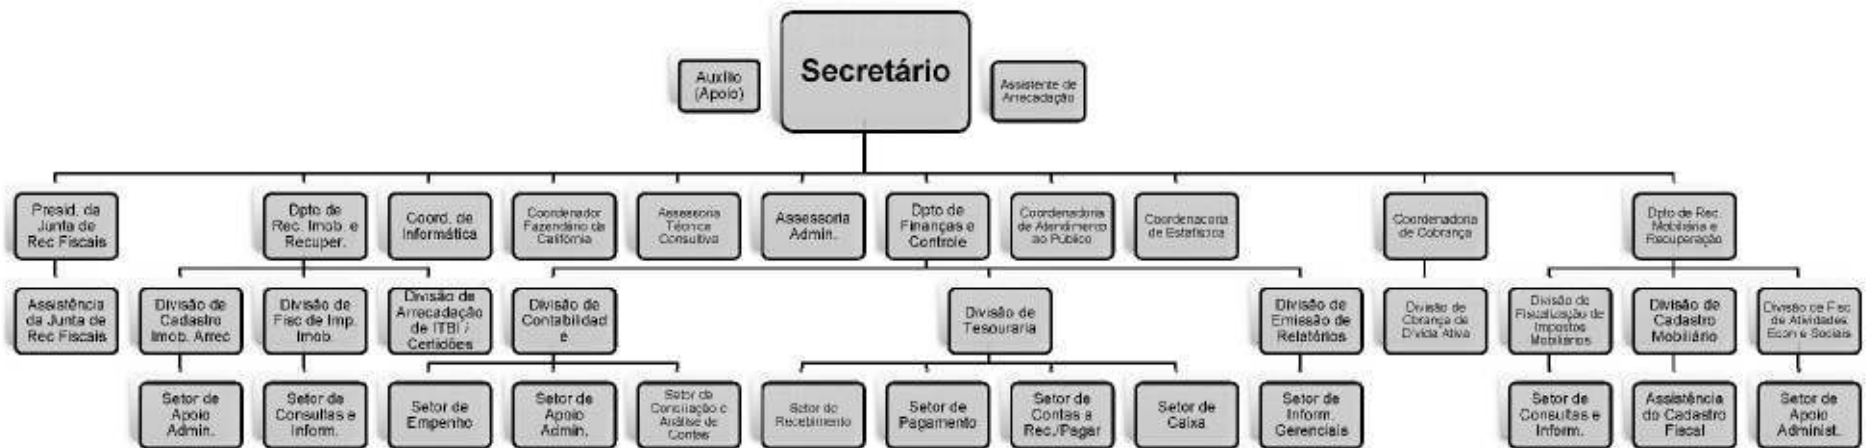 Secretário
Auxílio
(Apoio)
Assistente de
Arrecadação
Presid. da
Junta de
Rec Fiscais
Dpto de
Rec. Imob. e
Recuper.
Coord. de
Informática
Coordenador
Fazendário da
Califórnia
Assessoria
Técnica
Consultiva
Assessoria
Admin.
Dpto de
Finanças e
Controle
Coordenadoria
de Atendimento
ao Público
Coordenadoria
de Estatística
Coordenadoria
de Cobrança
Dpto de Rec.
Mobiliária e
Recuperação
Assistência
da Junta de
Rec Fiscais
Divisão de
Cadastro
Imob. Arrec
Divisão de
Fisc de Imp.
Imob.
Divisão de
Arrecadação
de ITBI /
Certidões
Divisão de
Contabilidad
e
Divisão de
Tesouraria
Divisão de
Emissão de
Relatórios
Divisão de
Cobrança de
Dívida Ativa
Divisão de
Fiscalização de
Impostos
Mobiliários
Divisão de
Cadastro
Mobiliário
Divisão de Fisc
de Atividades
Econ e Sociais
Setor de
Apoio
Admin.
Setor de
Consultas e
Inform.
Setor de
Empenho
Setor de
Apoio
Admin.
Setor de
Conciliação e
Análise de
Contas
Setor de
Recebimento
Setor de
Pagamento
Setor de
Contas a
Rec./Pagar
Setor de
Caixa
Setor de
Inform.
Gerenciais
Setor de
Consultas e
Inform.
Assistência
do Cadastro
Fiscal
Setor de
Apoio
Administ.